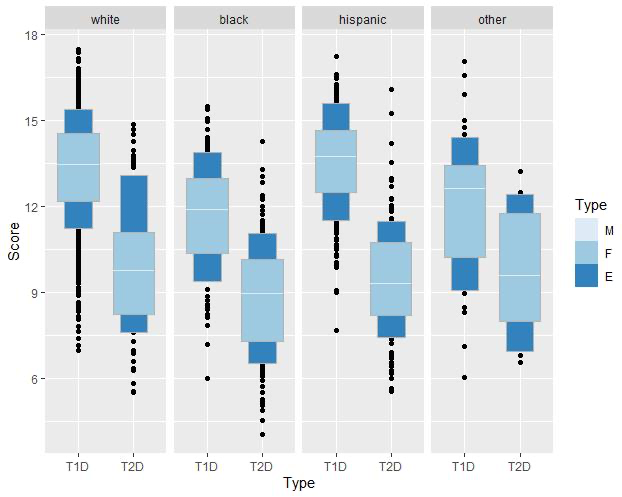 white black hispanic other
18
15
12
9
6
Score
T1D T2D T1D T2D T1D T2D T1D T2D
Type
Type
M
F
E